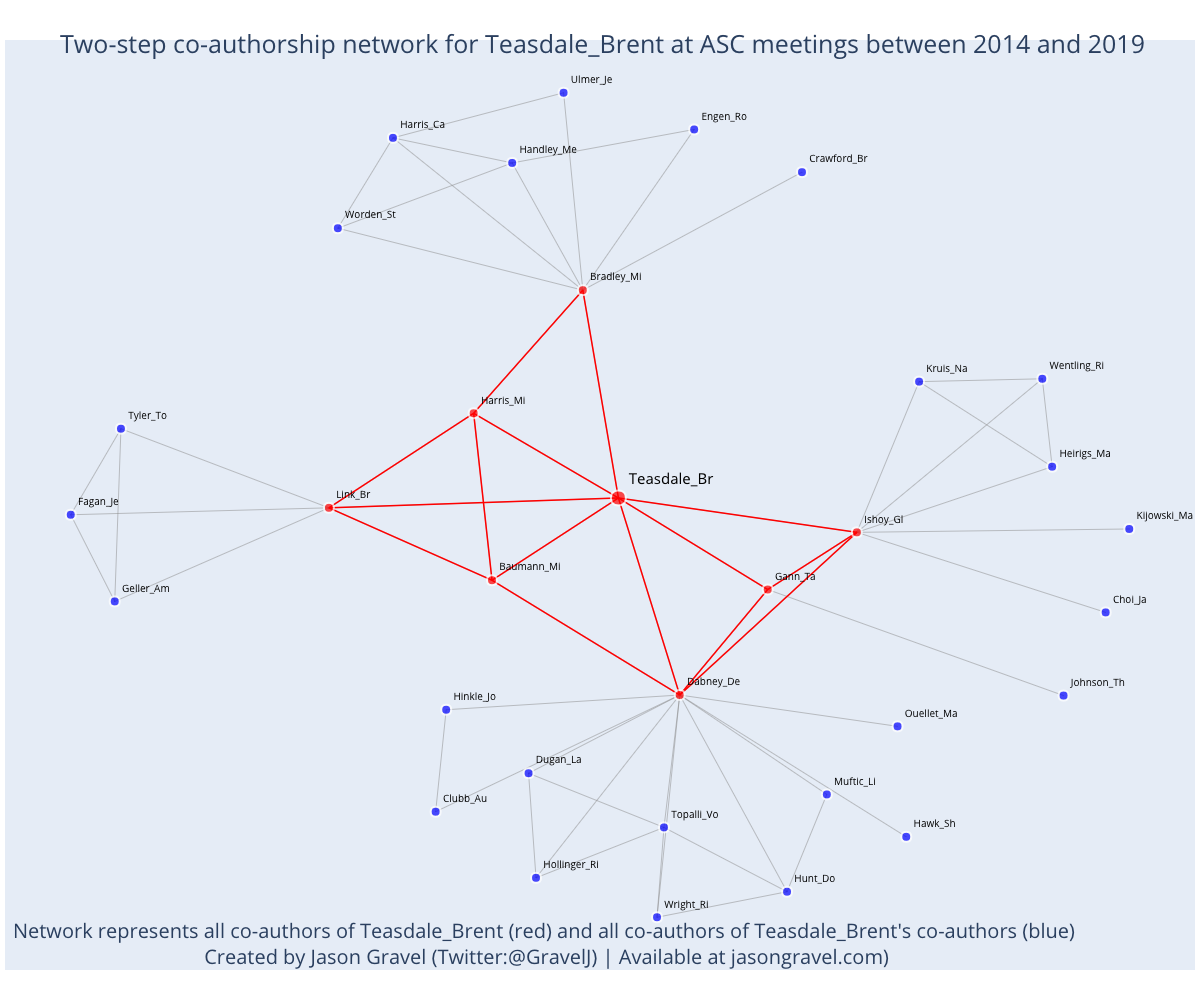 Two-step co-authorship network for Teasdale_Brent at ASC meetings between 2014 and 2019
Ulmer_Je
Engen_Ro
Harris_Ca
Handley_Me
Crawford_Br
Worden_St
Bradley_Mi
Kruis_Na
Wentling_Ri
Harris_Mi
Tyler_To
Heirigs_Ma
Teasdale_Br
Fagan_Je
Link_Br
Ishoy_Gl
Kijowski_Ma
Baumann_Mi
Gann_Ta
Geller_Am
Choi_Ja
Dabney_De
Johnson_Th
Hinkle_Jo
Ouellet_Ma
Dugan_La
Muftic_Li
Clubb_Au
Topalli_Vo
Hawk_Sh
Hollinger_Ri
Hunt_Do
Wright_Ri
Network represents all co-authors of Teasdale_Brent (red) and all co-authors of Teasdale_Brent's co-authors (blue)
Created by Jason Gravel (Twitter:@GravelJ) | Available at jasongravel.com)